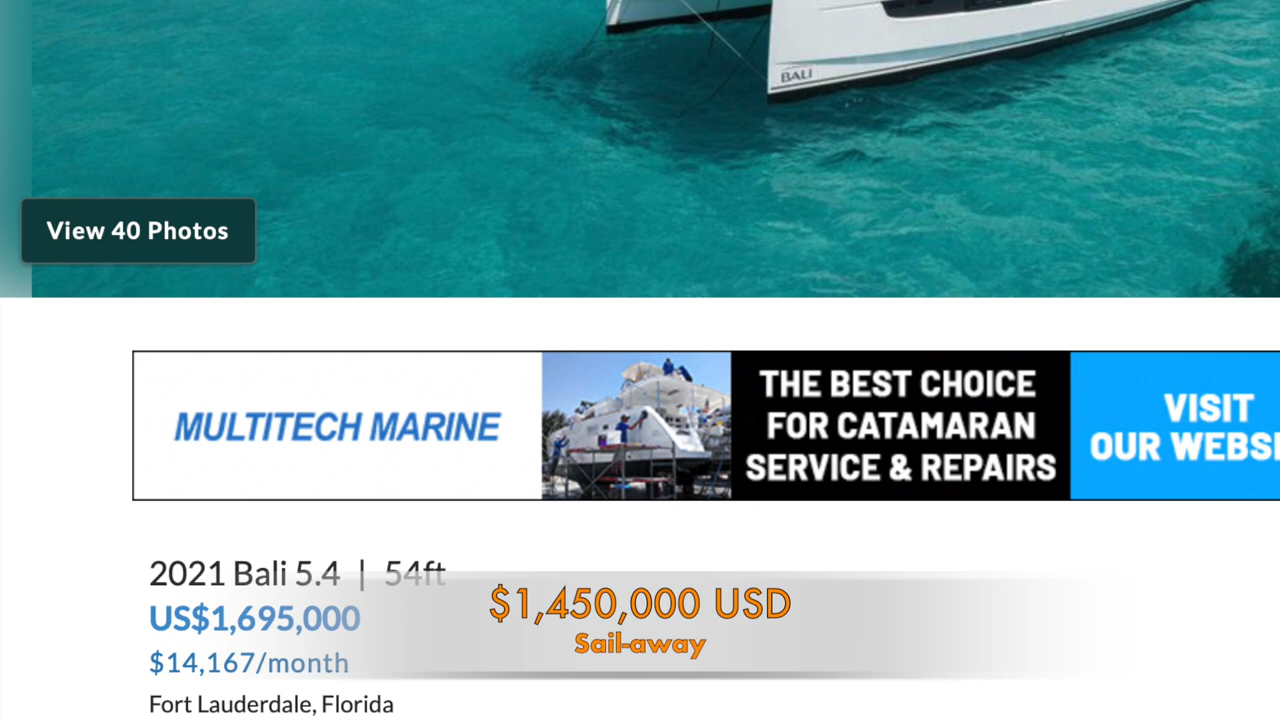 BALI
View 40 Photos
MULTITECH MARINE
THE BEST CHOICE
FOR CATAMARAN
SERVICE & REPAIRS
VISIT
OUR WEBSI
2021 Bali 5.4 | 54ft
US$1,695,000
$14,167/month
Fort Lauderdale, Florida
$1,450,000 USD
Sail-away